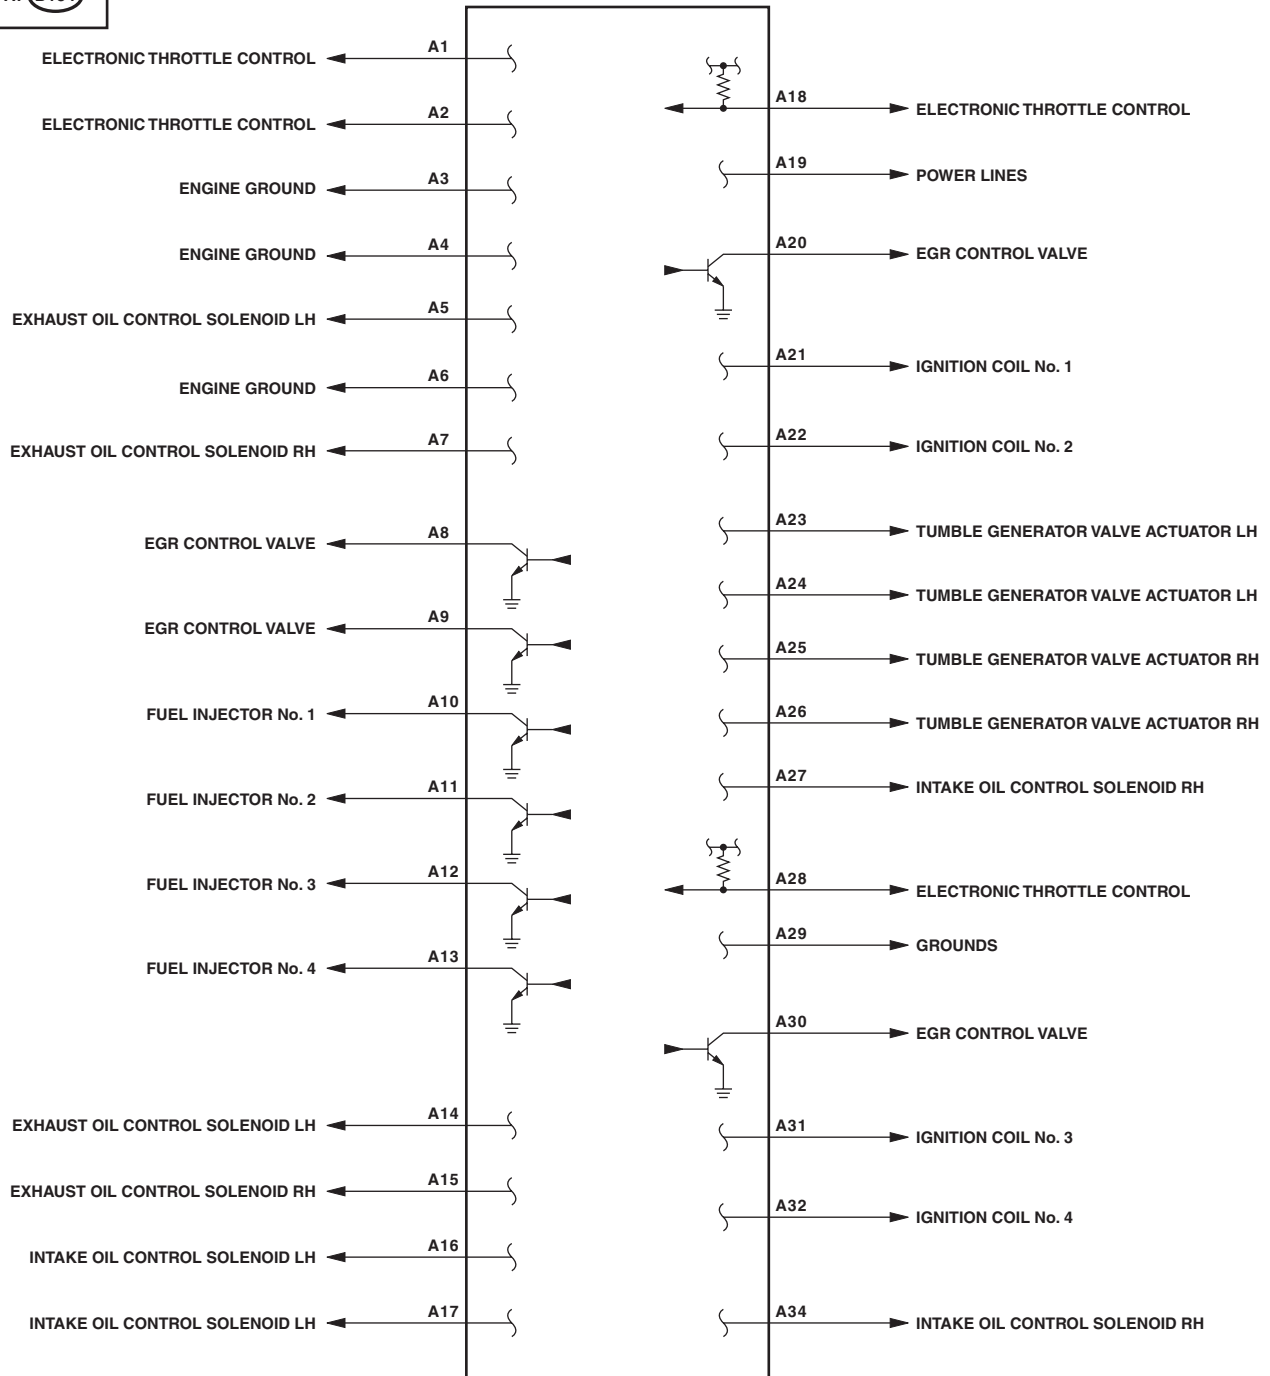 A1
ELECTRONIC THROTTLE CONTROL
A2
ELECTRONIC THROTTLE CONTROL
A3
ENGINE GROUND
A4
ENGINE GROUND
A5
EXHAUST OIL CONTROL SOLENOID LH
A6
ENGINE GROUND
A7
EXHAUST OIL CONTROL SOLENOID RH
A8
EGR CONTROL VALVE
A9
EGR CONTROL VALVE
A10
FUEL INJECTOR No. 1
A11
FUEL INJECTOR No. 2
A12
FUEL INJECTOR No. 3
A13
FUEL INJECTOR No. 4
A14
EXHAUST OIL CONTROL SOLENOID LH
A15
EXHAUST OIL CONTROL SOLENOID RH
A16
INTAKE OIL CONTROL SOLENOID LH
A17
INTAKE OIL CONTROL SOLENOID LH
A18
ELECTRONIC THROTTLE CONTROL
A19
POWER LINES
A20
EGR CONTROL VALVE
A21
IGNITION COIL No. 1
A22
IGNITION COIL No. 2
A23
TUMBLE GENERATOR VALVE ACTUATOR LH
A24
TUMBLE GENERATOR VALVE ACTUATOR LH
A25
TUMBLE GENERATOR VALVE ACTUATOR RH
A26
TUMBLE GENERATOR VALVE ACTUATOR RH
A27
INTAKE OIL CONTROL SOLENOID RH
A28
ELECTRONIC THROTTLE CONTROL
A29
GROUNDS
A30
EGR CONTROL VALVE
A31
IGNITION COIL No. 3
A32
IGNITION COIL No. 4
A34
INTAKE OIL CONTROL SOLENOID RH